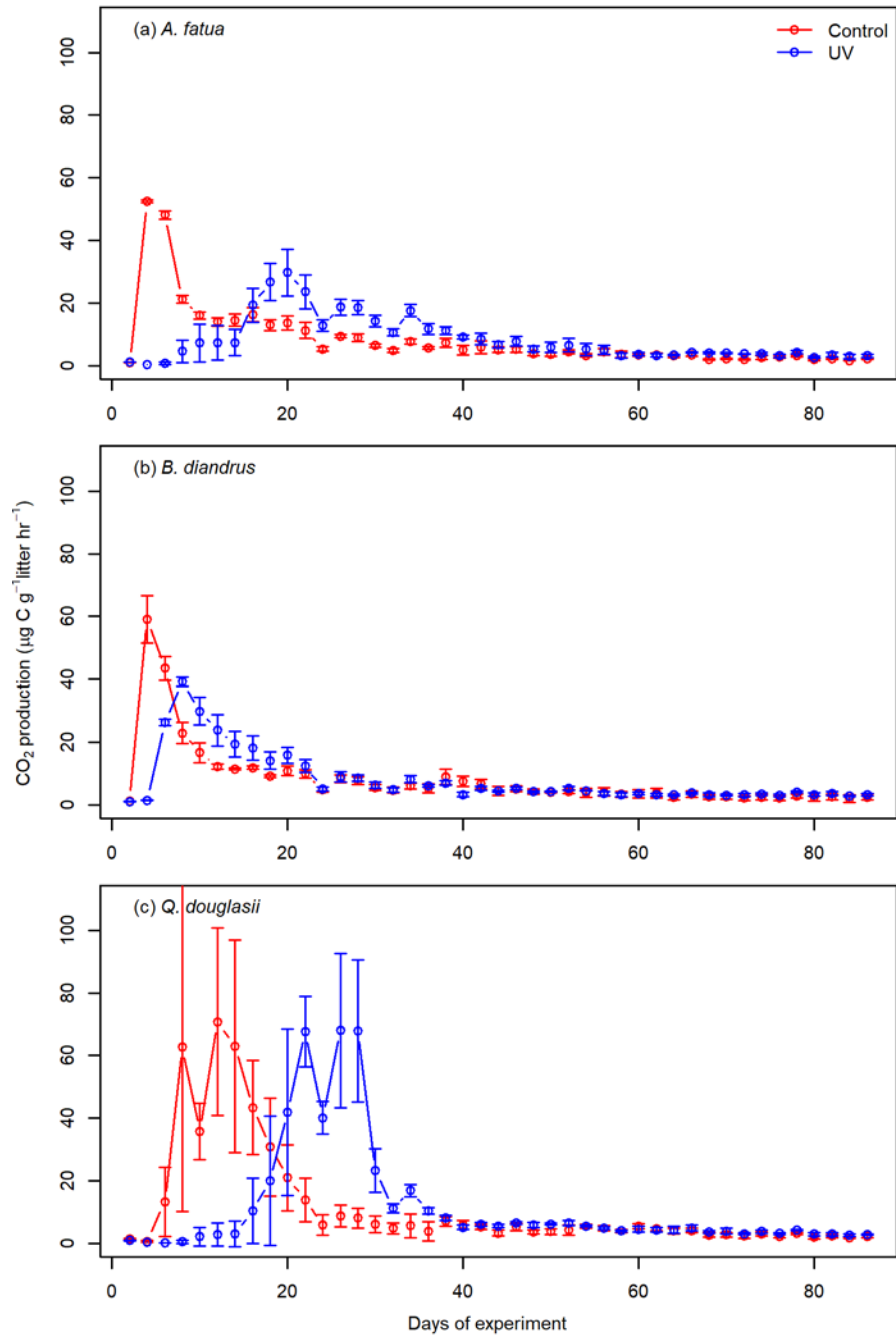 (a) A. fatua
Control
UV
100
80
60
40
20
0
0 20 40 60 80
(b) B. diandrus
100
80
60
40
20
0
0 20 40 60 80
CO₂ production (µg C g⁻¹litter hr⁻¹)
(c) Q. douglasii
100
80
60
40
20
0
0 20 40 60 80
Days of experiment